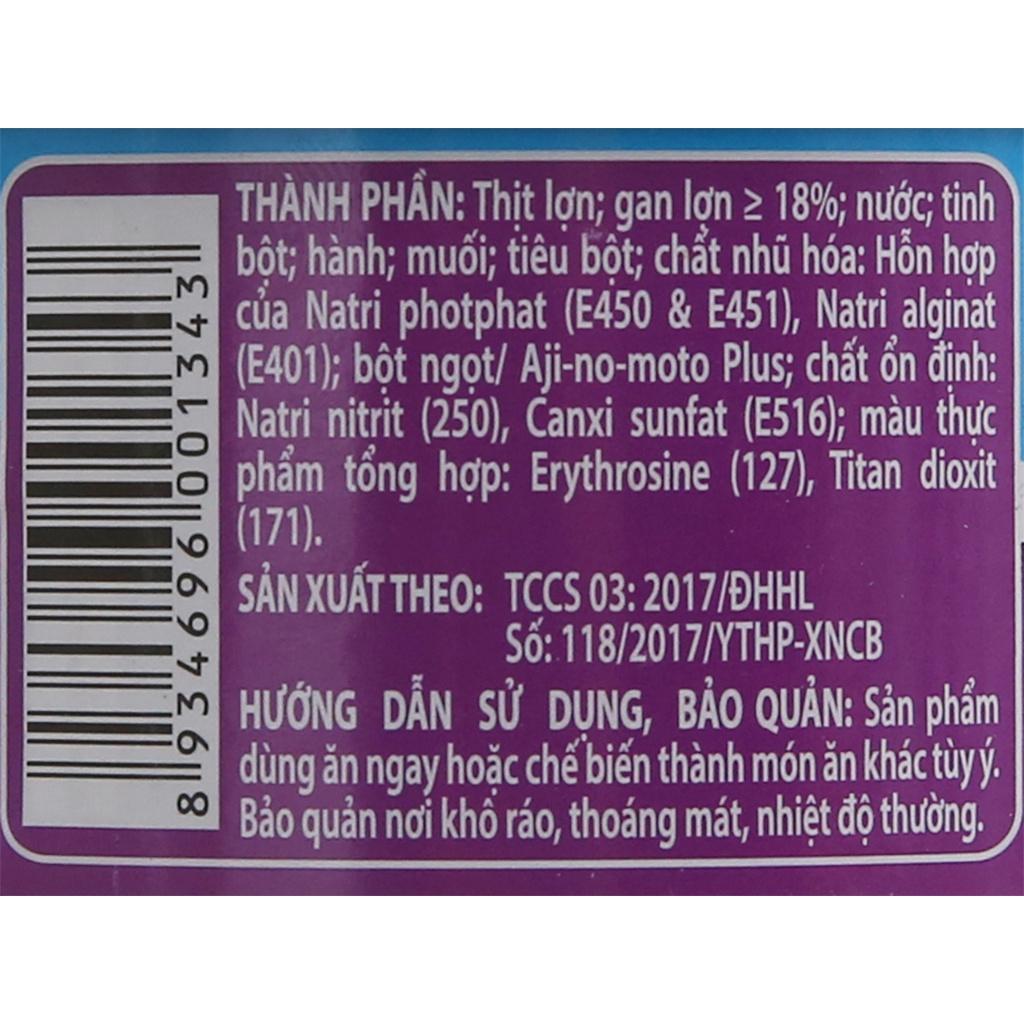 THÀNH PHẦN: Thịt lợn; gan lợn ≥ 18%; nước; tinh
bột; hành; muối; tiêu bột; chất nhũ hóa: Hỗn hợp
của Natri photphat (E450 & E451), Natri alginat
(E401); bột ngọt/ Aji-no-moto Plus; chất ổn định:
Natri nitrit (250), Canxi sunfat (E516); màu thực
phẩm tổng hợp: Erythrosine (127), Titan dioxit
(171).
SẢN XUẤT THEO: TCCS 03: 2017/ĐHHL
Số: 118/2017/YTHP-XNCB
HƯỚNG DẪN SỬ DỤNG, BẢO QUẢN: Sản phẩm
dùng ăn ngay hoặc chế biến thành món ăn khác tùy ý.
Bảo quản nơi khô ráo, thoáng mát, nhiệt độ thường.
8 934696 001343